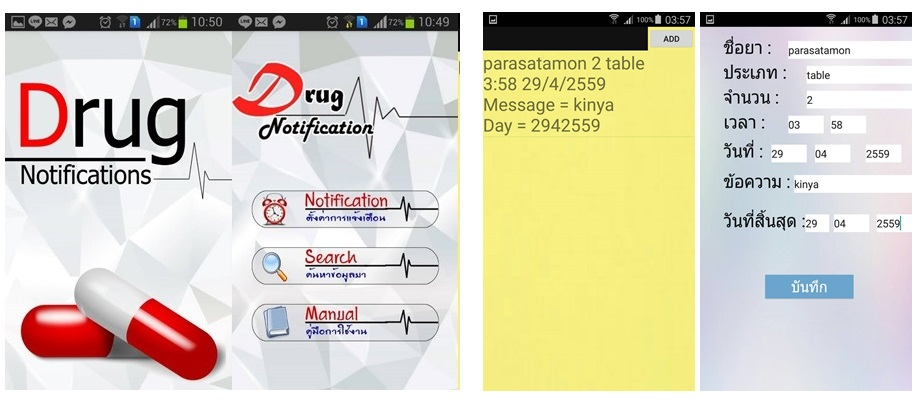 72% 10:50
Drug
Notifications
72% 10:49
Drug
Notification
Notification
ตั้งค่าการแจ้งเตือน
Search
ค้นหาข้อมูลยา
Manual
คู่มือการใช้งาน
100% 03:57
ADD
parasatamon 2 table
3:58 29/4/2559
Message = kinya
Day = 2942559
100% 03:57
ชื่อยา : parasatamon
ประเภท : table
จำนวน : 2
เวลา : 03 58
วันที่ : 29 04 2559
ข้อความ : kinya
วันที่สิ้นสุด : 29 04 2559
บันทึก